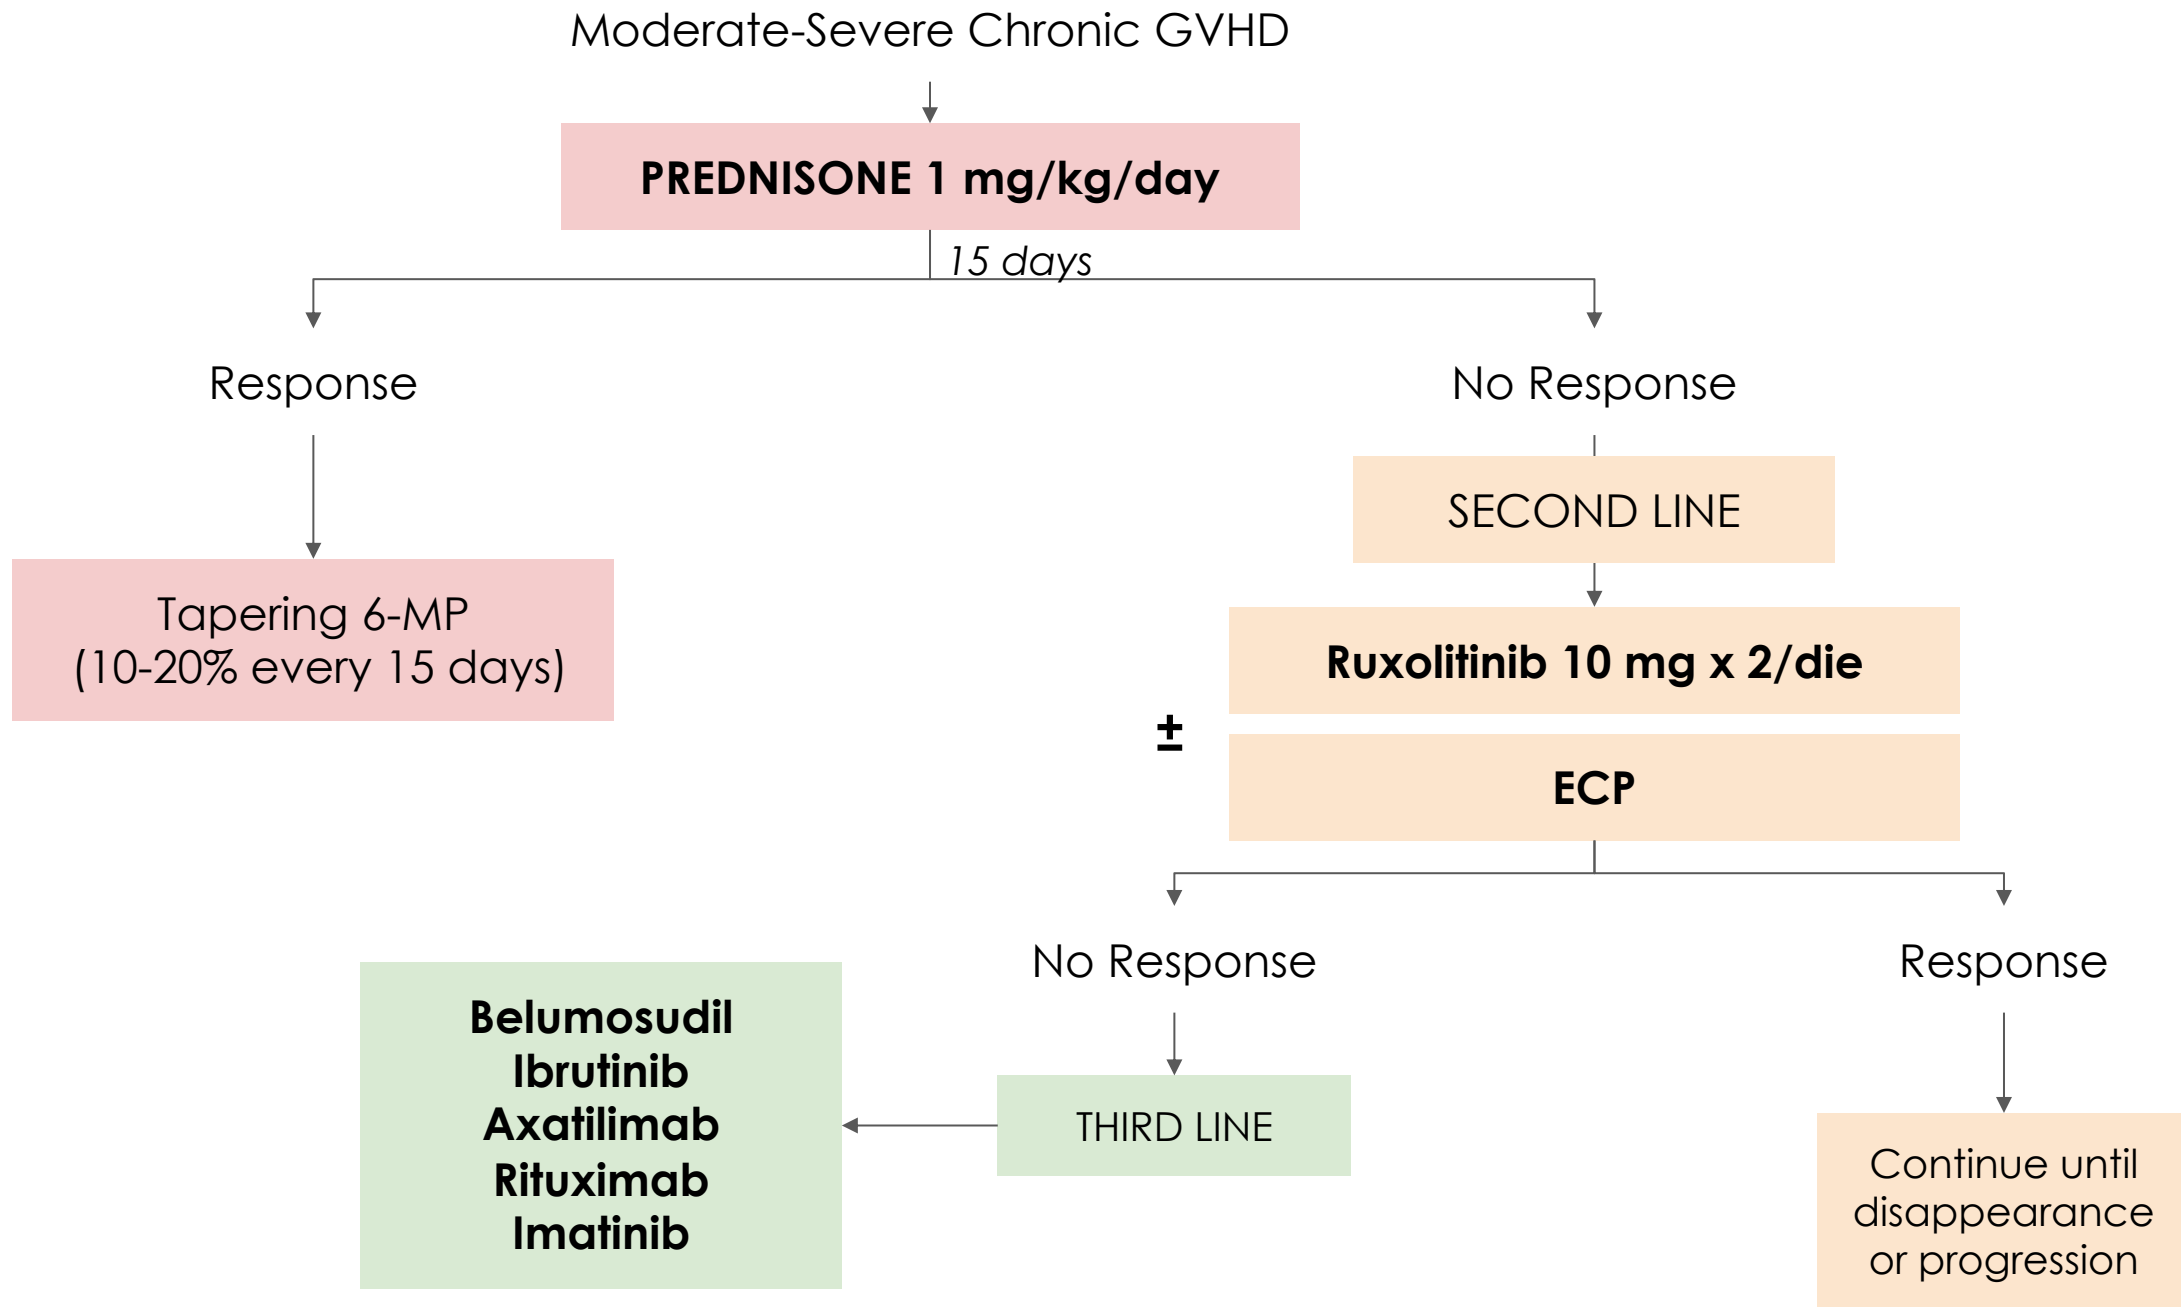 Moderate-Severe Chronic GVHD
PREDNISONE 1 mg/kg/day
15 days
Response
No Response
SECOND LINE
Tapering 6-MP
(10-20% every 15 days)
Ruxolitinib 10 mg x 2/die
±
ECP
No Response
Response
Belumosudil
Ibrutinib
Axatilimab
Rituximab
Imatinib
THIRD LINE
Continue until
disappearance
or progression